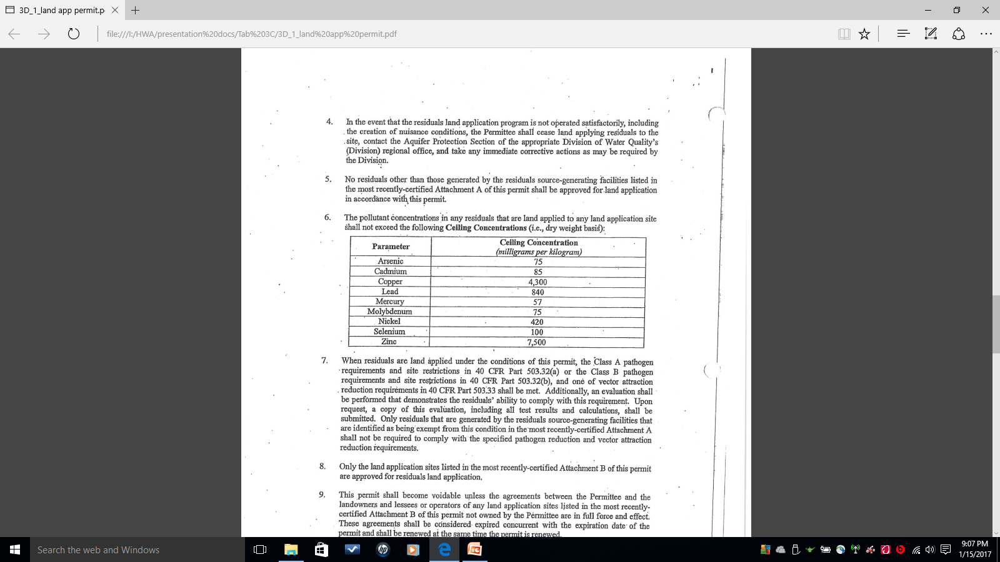 3D_1_land app permit.p
file:///I:/HWA/presentation%20docs/Tab%203C/3D_1_land%20app%20permit.pdf
4. In the event that the residuals land application program is not operated satisfactorily, including
the creation of nuisance conditions, the Permittee shall cease land applying residuals to the
site, contact the Aquifer Protection Section of the appropriate Division of Water Quality's
(Division) regional office, and take any immediate corrective actions as may be required by
the Division.
5. No residuals other than those generated by the residuals source-generating facilities listed in
the most recently-certified Attachment A of this permit shall be approved for land application
in accordance with this permit.
6. The pollutant concentrations in any residuals that are land applied to any land application site
shall not exceed the following Ceiling Concentrations (i.e., dry weight basis):
Parameter Ceiling Concentration
(milligrams per kilogram)
Arsenic 75
Cadmium 85
Copper 4,300
Lead 840
Mercury 57
Molybdenum 75
Nickel 420
Selenium 100
Zinc 7,500
7. When residuals are land applied under the conditions of this permit, the Class A pathogen
requirements and site restrictions in 40 CFR Part 503.32(a) or the Class B pathogen
requirements and site restrictions in 40 CFR Part 503.32(b), and one of vector attraction
reduction requirements in 40 CFR Part 503.33 shall be met. Additionally, an evaluation shall
be performed that demonstrates the residuals' ability to comply with this requirement. Upon
request, a copy of this evaluation, including all test results and calculations, shall be
submitted. Only residuals that are generated by the residuals source-generating facilities that
are identified as being exempt from this condition in the most recently-certified Attachment A
shall not be required to comply with the specified pathogen reduction and vector attraction
reduction requirements.
8. Only the land application sites listed in the most recently-certified Attachment B of this permit
are approved for residuals land application.
9. This permit shall become voidable unless the agreements between the Permittee and the
landowners and lessees or operators of any land application sites listed in the most recently-
certified Attachment B of this permit not owned by the Permittee are in full force and effect.
These agreements shall be considered expired concurrent with the expiration date of the
permit and shall be renewed at the same time the permit is renewed.
Search the web and Windows
hp
9:07 PM
1/15/2017